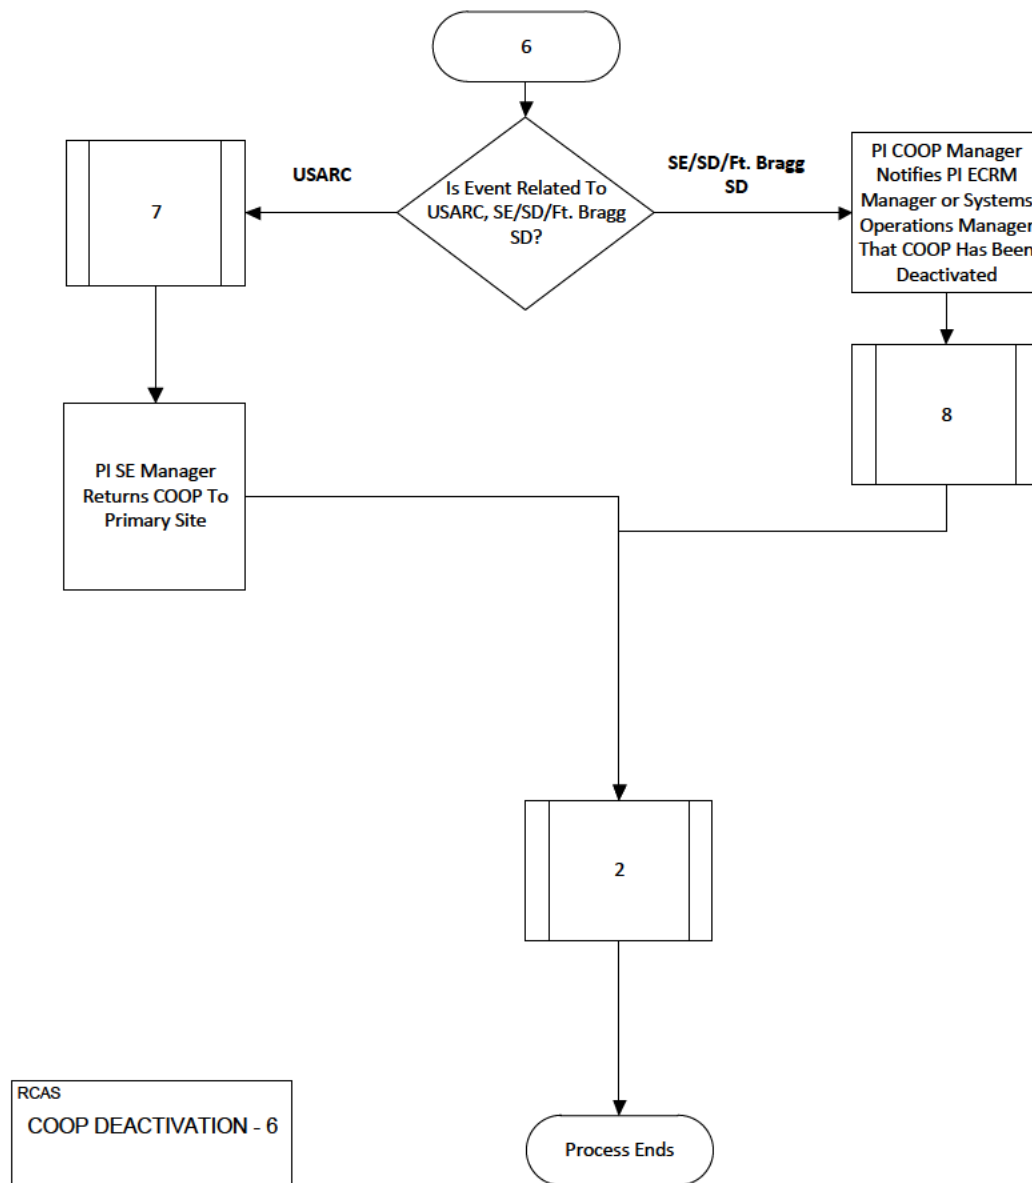 6
Is Event Related To
USARC, SE/SD/Ft. Bragg
SD?
USARC
7
SE/SD/Ft. Bragg
SD
PI COOP Manager
Notifies PI ECRM
Manager or Systems
Operations Manager
That COOP Has Been
Deactivated
8
PI SE Manager
Returns COOP To
Primary Site
2
Process Ends
RCAS
COOP DEACTIVATION - 6